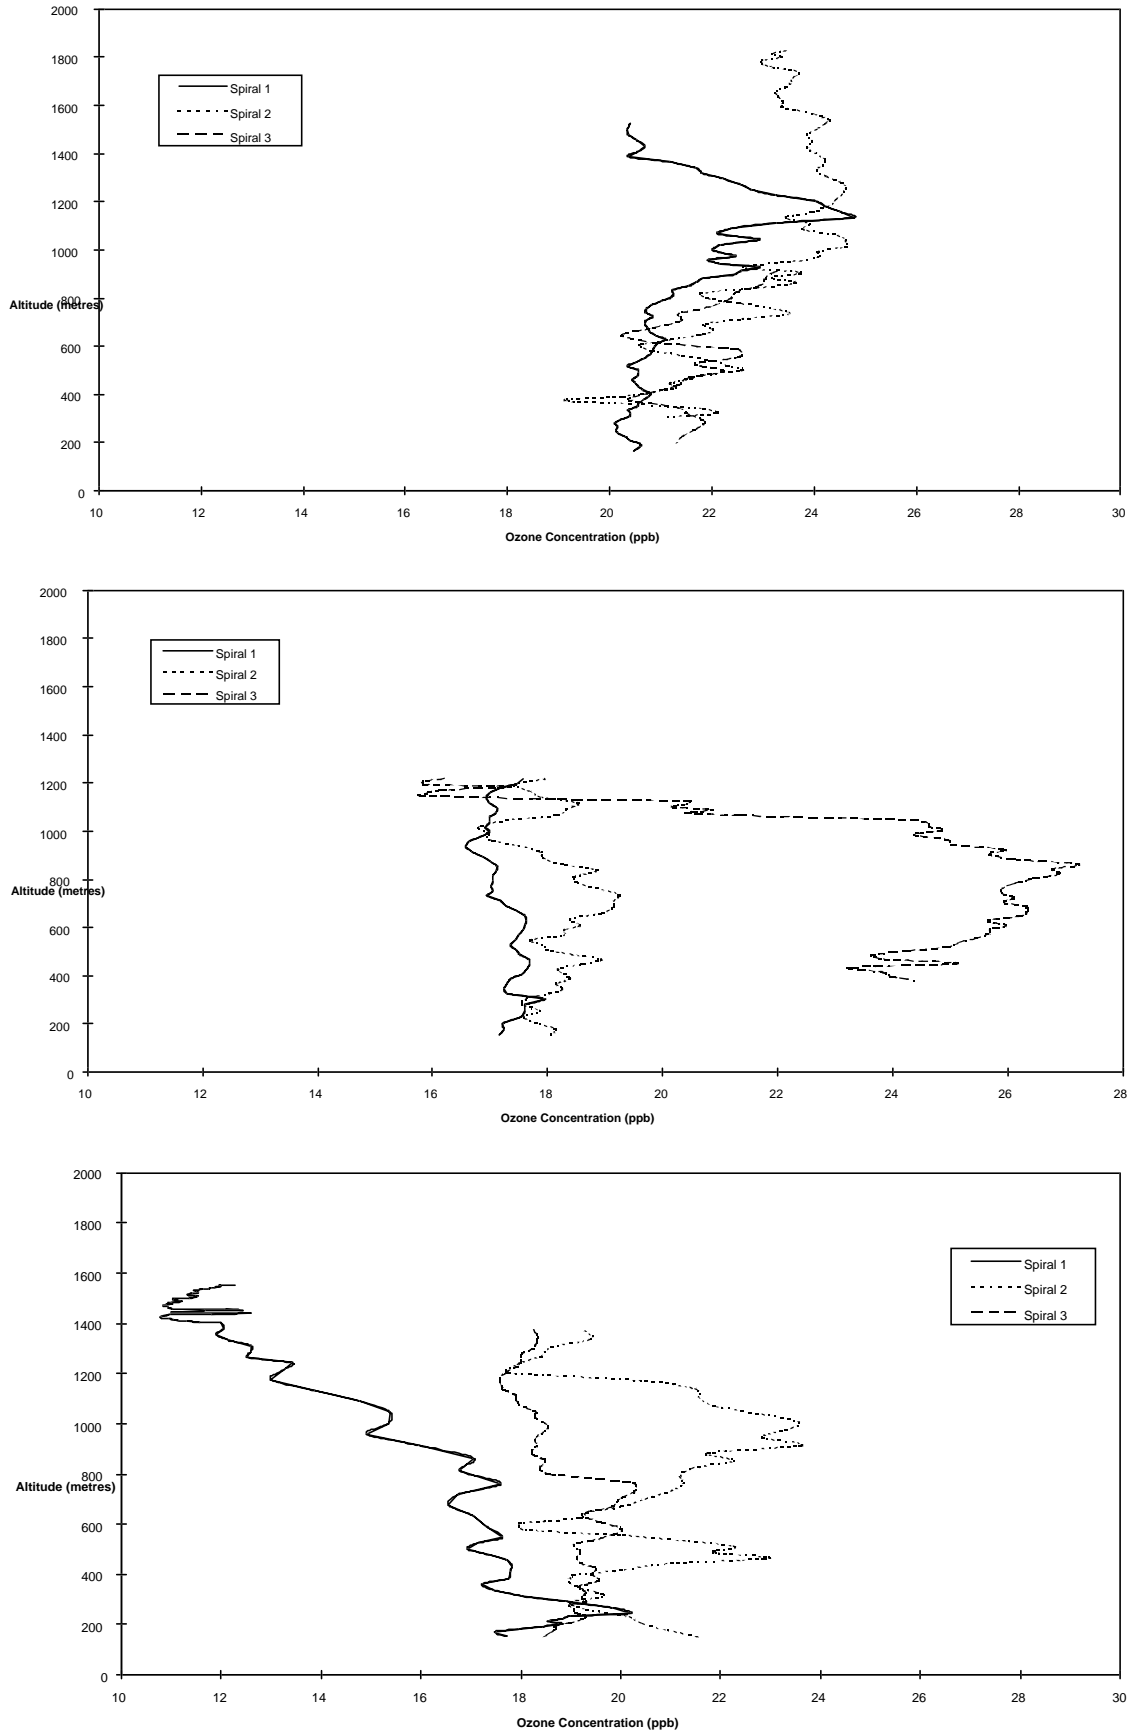 2000
1800
1600
1400
1200
1000
800
600
400
200
0
Altitude (metres)
Spiral 1
Spiral 2
Spiral 3
10 12 14 16 18 20 22 24 26 28 30
Ozone Concentration (ppb)
2000
1800
1600
1400
1200
1000
800
600
400
200
0
Altitude (metres)
Spiral 1
Spiral 2
Spiral 3
10 12 14 16 18 20 22 24 26 28
Ozone Concentration (ppb)
2000
1800
1600
1400
1200
1000
800
600
400
200
0
Altitude (metres)
Spiral 1
Spiral 2
Spiral 3
10 12 14 16 18 20 22 24 26 28 30
Ozone Concentration (ppb)